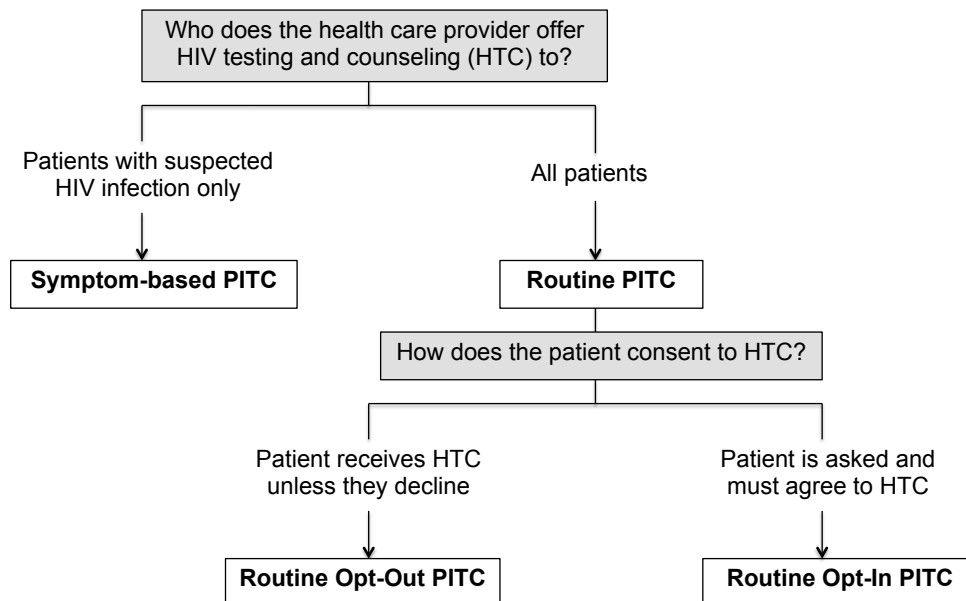 Who does the health care provider offer
HIV testing and counseling (HTC) to?
Patients with suspected
HIV infection only
All patients
Symptom-based PITC
Routine PITC
How does the patient consent to HTC?
Patient receives HTC
unless they decline
Patient is asked and
must agree to HTC
Routine Opt-Out PITC
Routine Opt-In PITC